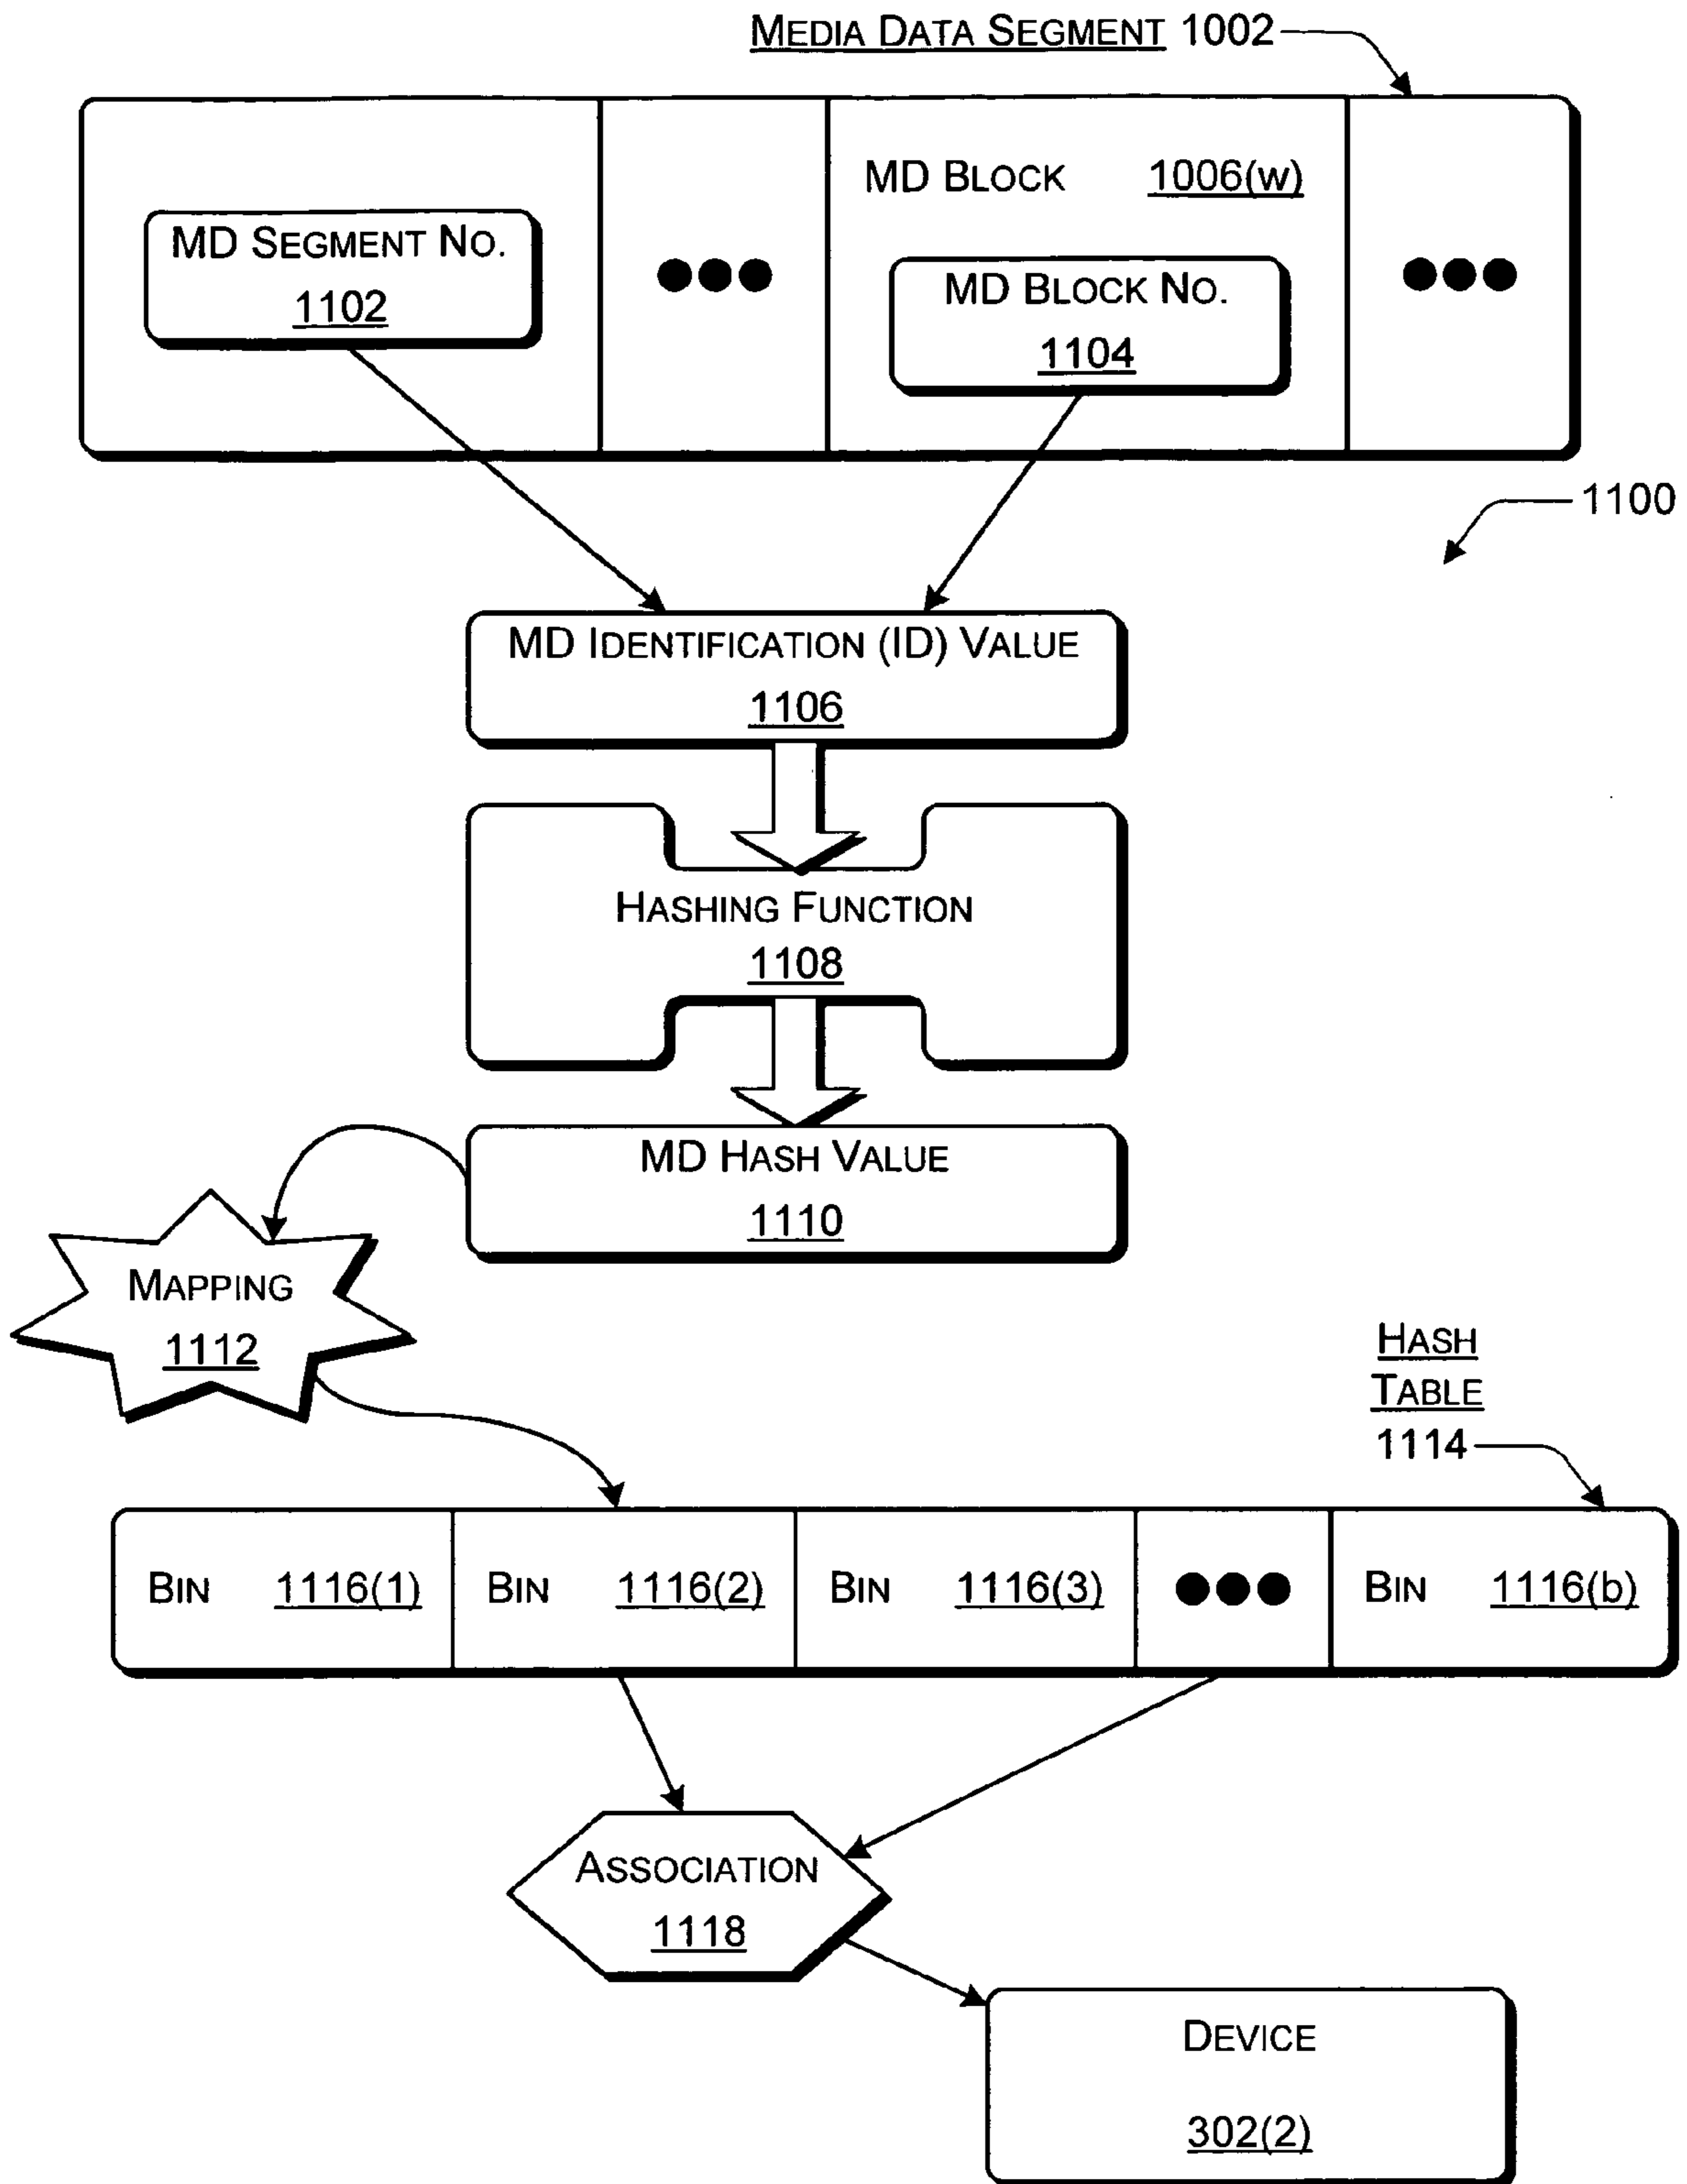 MEDIA DATA SEGMENT 1002
MD BLOCK 1006(w)
MD SEGMENT NO.
1102
MD BLOCK NO.
1104
1100
MD IDENTIFICATION (ID) VALUE
1106
HASHING FUNCTION
1108
MD HASH VALUE
1110
MAPPING
1112
HASH
TABLE
1114
BIN 1116(1) BIN 1116(2) BIN 1116(3) BIN 1116(b)
ASSOCIATION
1118
DEVICE
302(2)